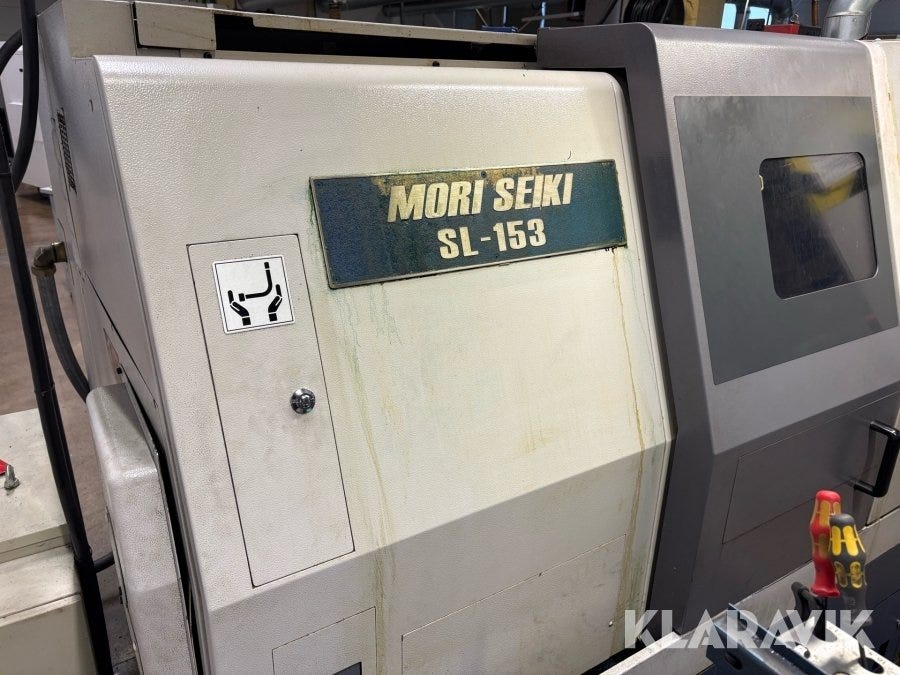 MORI SEIKI
SL-153
KLARAVIK